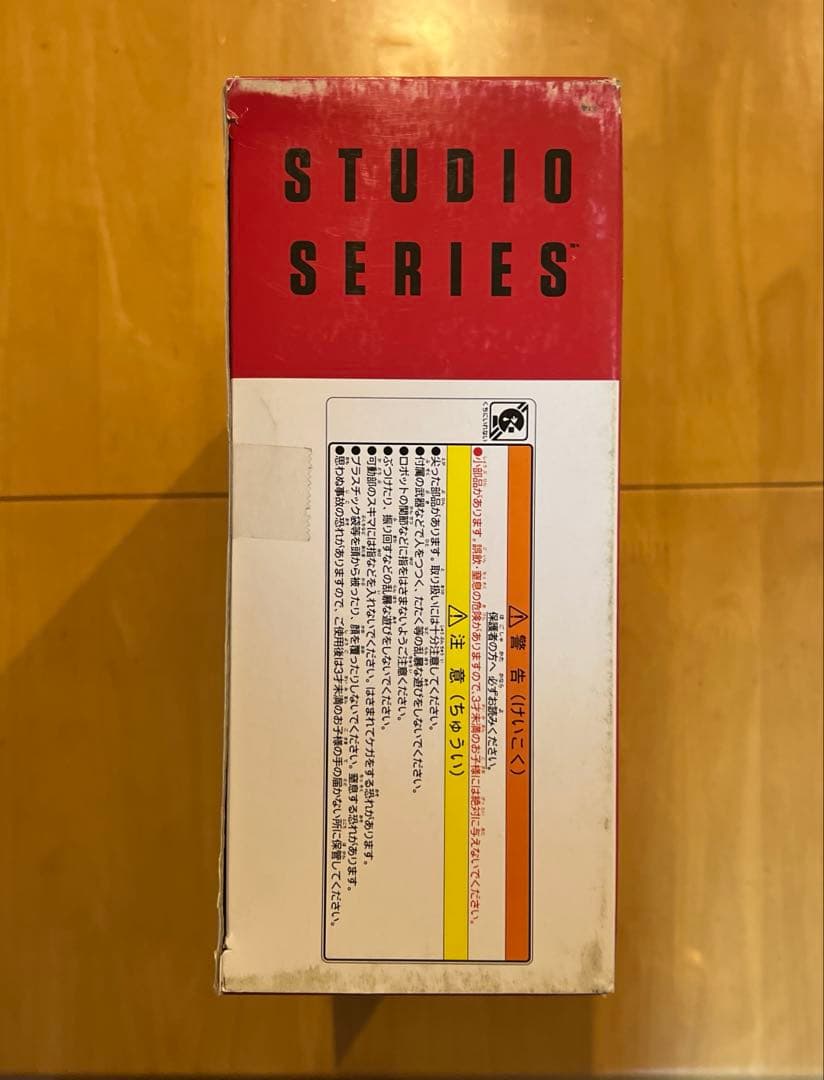 STUDIO
SERIES™
くちにいれない
警告(けいこく)
保護者の方へ 必ずお読みください。
●小部品があります。誤飲・窒息の危険がありますので、3才未満のお子様には絶対に与えないでください。
注意(ちゅうい)
●尖った部品があります。取り扱いには十分注意してください。
●付属の武器などで人をつつく、たたく等の乱暴な遊びをしないでください。
●ロボットの関節などに指をはさまないようご注意ください。
●ぶつけたり、振り回すなどの乱暴な遊びをしないでください。
●可動部のスキマには指などを入れないでください。はさまれてケガをする恐れがあります。
●プラスチック袋等を頭から被ったり、顔を覆ったりしないでください。窒息する恐れがあります。
●思わぬ事故の恐れがありますので、ご使用後は3才未満のお子様の手の届かない所に保管してください。